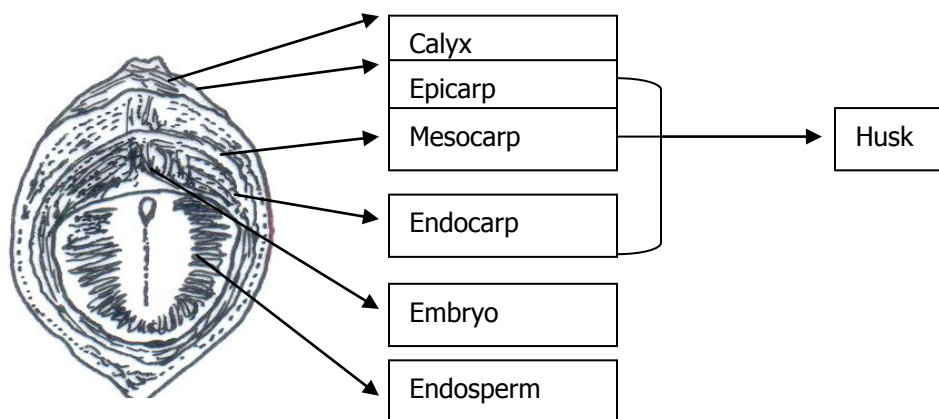 Calyx
Epicarp
Mesocarp
Husk
Endocarp
Embryo
Endosperm